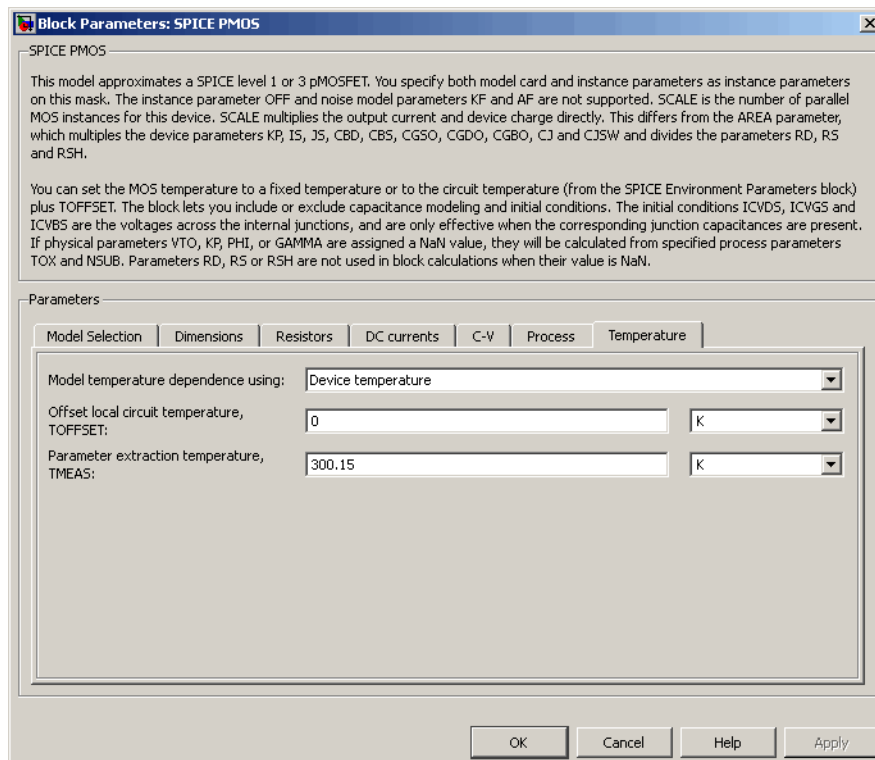 Block Parameters: SPICE PMOS
SPICE PMOS
This model approximates a SPICE level 1 or 3 pMOSFET. You specify both model card and instance parameters as instance parameters
on this mask. The instance parameter OFF and noise model parameters KF and AF are not supported. SCALE is the number of parallel
MOS instances for this device. SCALE multiplies the output current and device charge directly. This differs from the AREA parameter,
which multiples the device parameters KP, IS, JS, CBD, CBS, CGSO, CGDO, CGBO, CJ and CJSW and divides the parameters RD, RS
and RSH.
You can set the MOS temperature to a fixed temperature or to the circuit temperature (from the SPICE Environment Parameters block)
plus TOFFSET. The block lets you include or exclude capacitance modeling and initial conditions. The initial conditions ICVDS, ICVGS and
ICVBS are the voltages across the internal junctions, and are only effective when the corresponding junction capacitances are present.
If physical parameters VTO, KP, PHI, or GAMMA are assigned a NaN value, they will be calculated from specified process parameters
TOX and NSUB. Parameters RD, RS or RSH are not used in block calculations when their value is NaN.
Parameters
Model Selection Dimensions Resistors DC currents C-V Process Temperature
Model temperature dependence using: Device temperature
Offset local circuit temperature,
TOFFSET: 0 K
Parameter extraction temperature,
TMEAS: 300.15 K
OK Cancel Help Apply